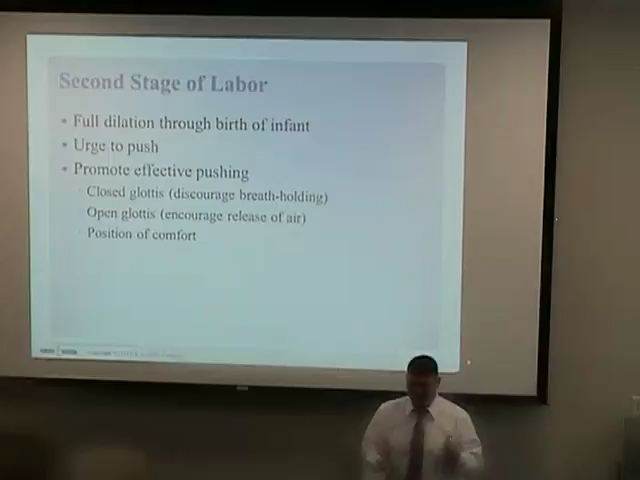 Second Stage of Labor
Full dilation through birth of infant
Urge to push
Promote effective pushing
Closed glottis (discourage breath-holding)
Open glottis (encourage release of air)
Position of comfort